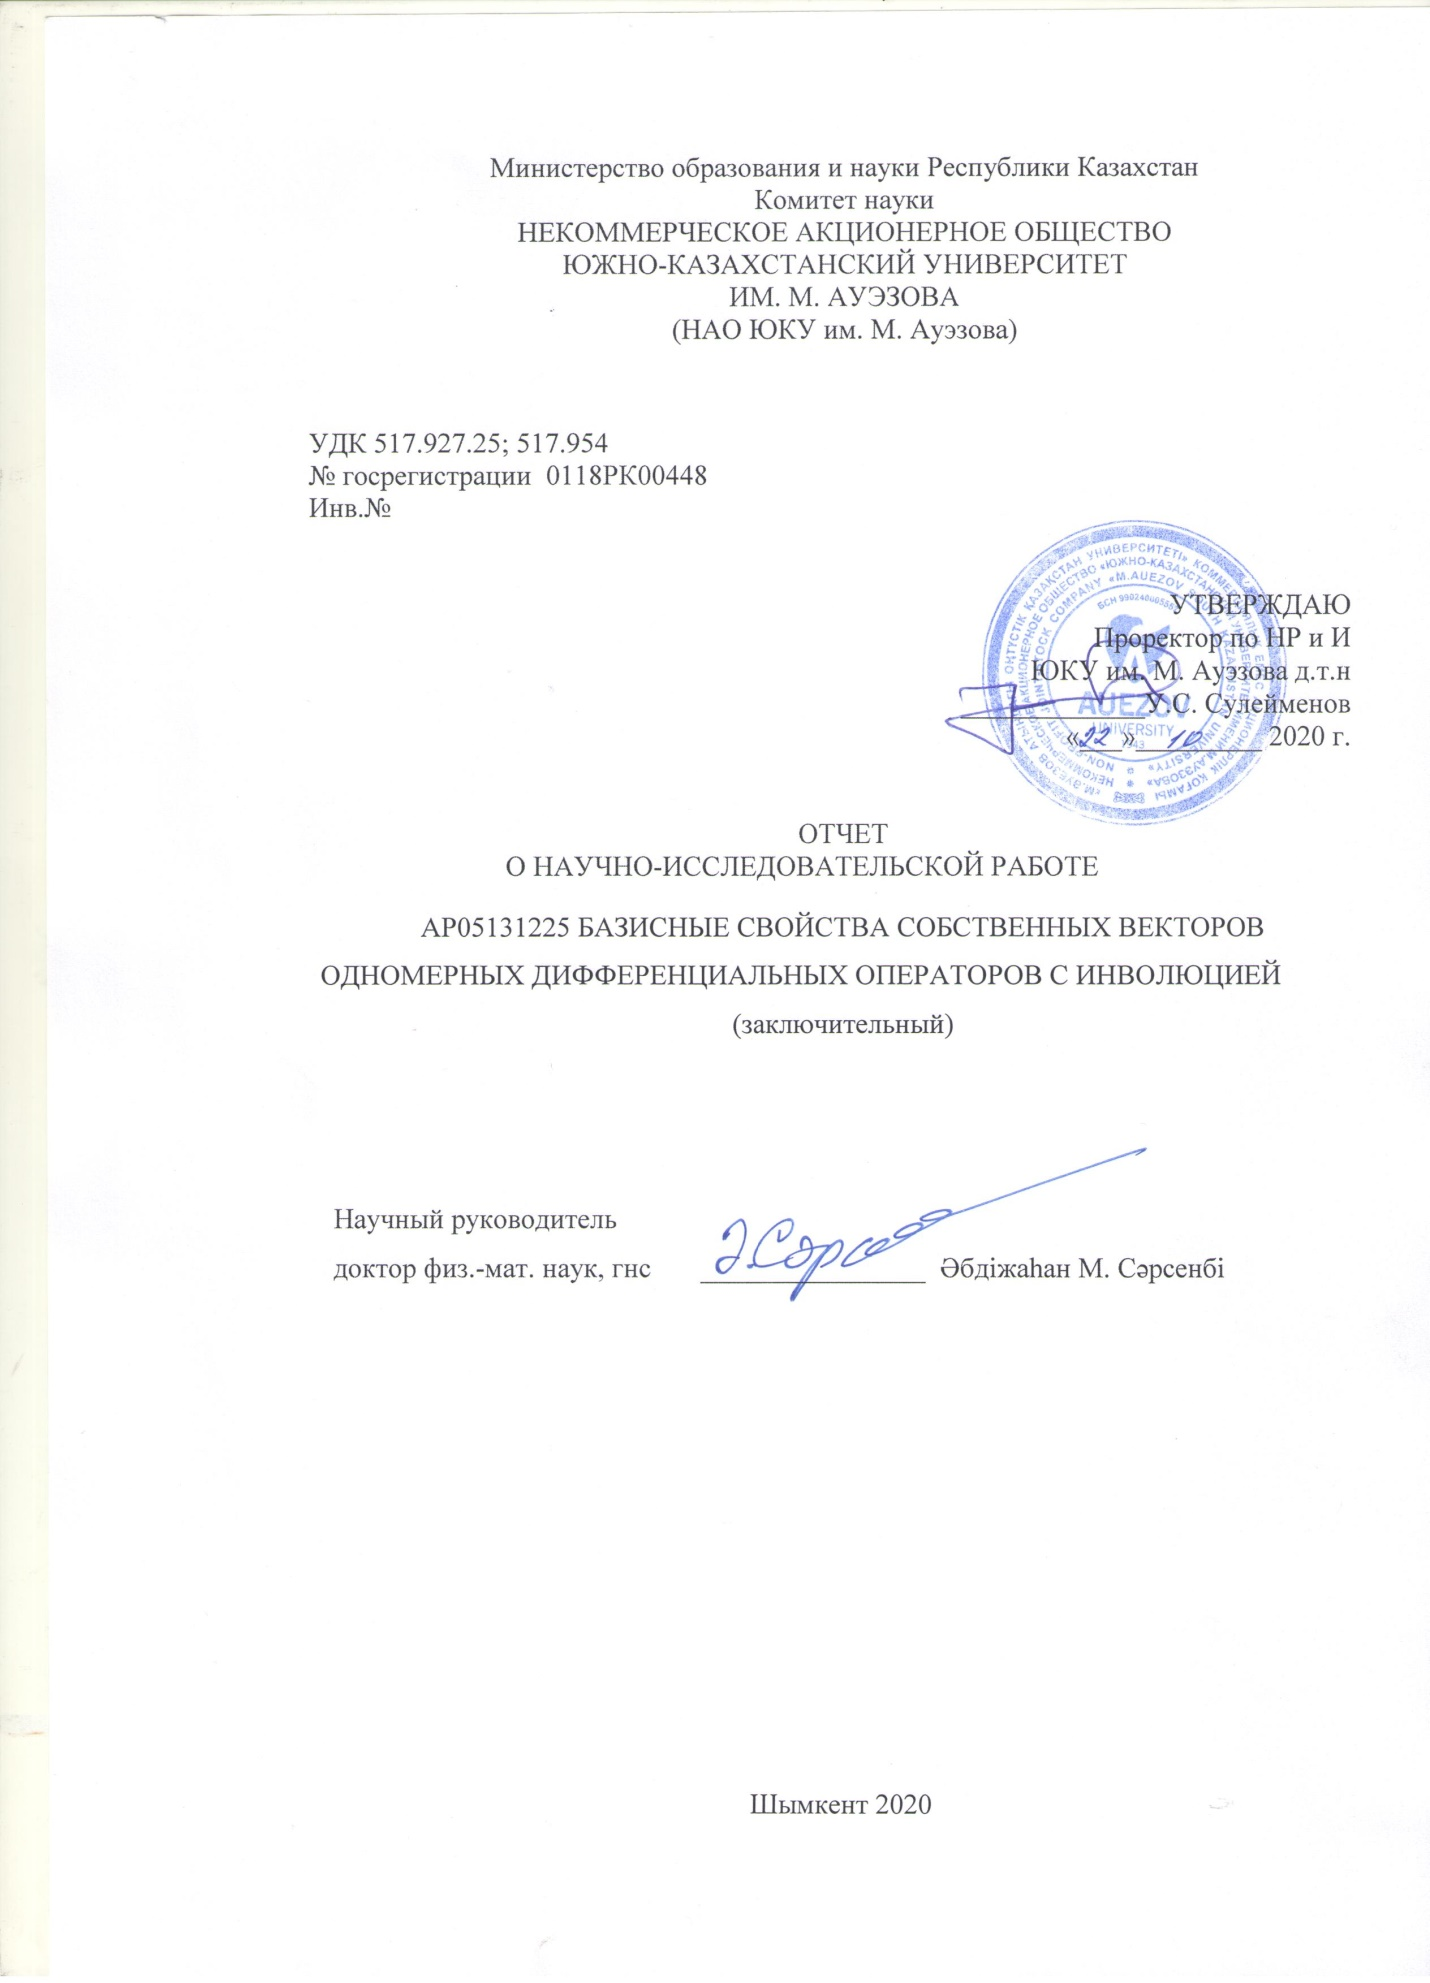 Министерство образования и науки Республики Казахстан
Комитет науки
НЕКОММЕРЧЕСКОЕ АКЦИОНЕРНОЕ ОБЩЕСТВО
ЮЖНО-КАЗАХСТАНСКИЙ УНИВЕРСИТЕТ
ИМ. М. АУЭЗОВА
(НАО ЮКУ им. М. Ауэзова)
УДК 517.927.25; 517.954
№ госрегистрации 0118РК00448
Инв.№
УТВЕРЖДАЮ
Проректор по НР и И
ЮКУ им. М. Ауэзова д.т.н
У.С. Сулейменов
«22» 10 2020 г.
AUEZOV
UNIVERSITY
1943
ОТЧЕТ
О НАУЧНО-ИССЛЕДОВАТЕЛЬСКОЙ РАБОТЕ
АР05131225 БАЗИСНЫЕ СВОЙСТВА СОБСТВЕННЫХ ВЕКТОРОВ
ОДНОМЕРНЫХ ДИФФЕРЕНЦИАЛЬНЫХ ОПЕРАТОРОВ С ИНВОЛЮЦИЕЙ
(заключительный)
Научный руководитель
доктор физ.-мат. наук, гнс Әбдіжаһан М. Сәрсенбі
Шымкент 2020